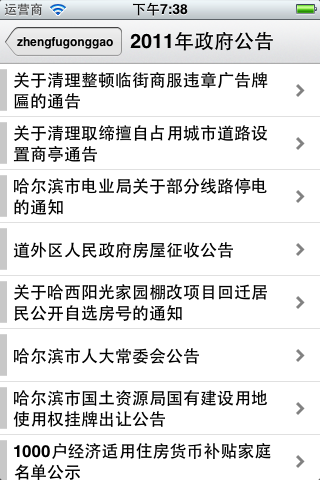 运营商 下午7:38
zhengfugonggao 2011年政府公告
关于清理整顿临街商服违章广告牌
匾的通告
关于清理取缔擅自占用城市道路设
置商亭通告
哈尔滨市电业局关于部分线路停电
的通知
道外区人民政府房屋征收公告
关于哈西阳光家园棚改项目回迁居
民公开自选房号的通知
哈尔滨市人大常委会公告
哈尔滨市国土资源局国有建设用地
使用权挂牌出让公告
1000户经济适用住房货币补贴家庭
名单公示